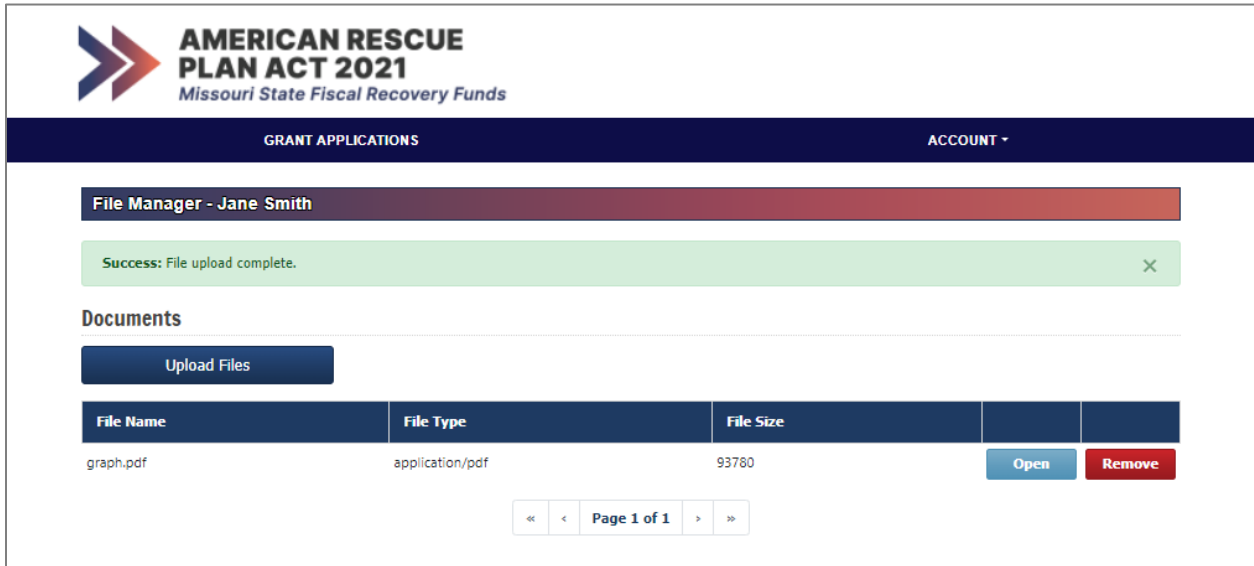 AMERICAN RESCUE
PLAN ACT 2021
Missouri State Fiscal Recovery Funds
GRANT APPLICATIONS ACCOUNT
File Manager - Jane Smith
Success: File upload complete. ×
Documents
Upload Files
File Name File Type File Size
graph.pdf application/pdf 93780 Open Remove
« ‹ Page 1 of 1 › »